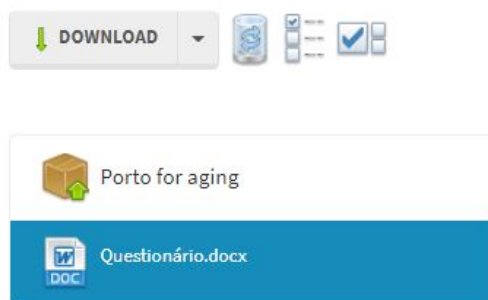 DOWNLOAD
Porto for aging
Questionário.docx
W
DOC